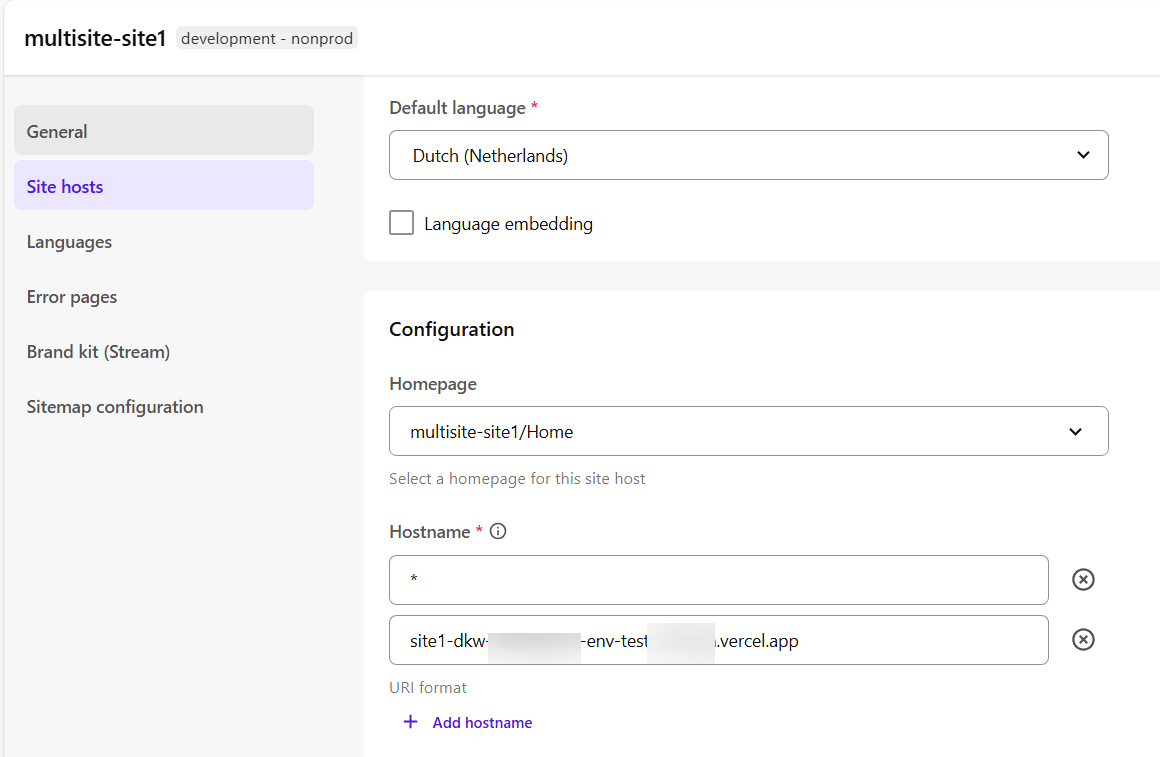 multisite-site1 development - nonprod
General
Site hosts
Languages
Error pages
Brand kit (Stream)
Sitemap configuration
Default language *
Dutch (Netherlands)
Language embedding
Configuration
Homepage
multisite-site1/Home
Select a homepage for this site host
Hostname *
*
site1-dkw- -env-test .vercel.app
URI format
+ Add hostname